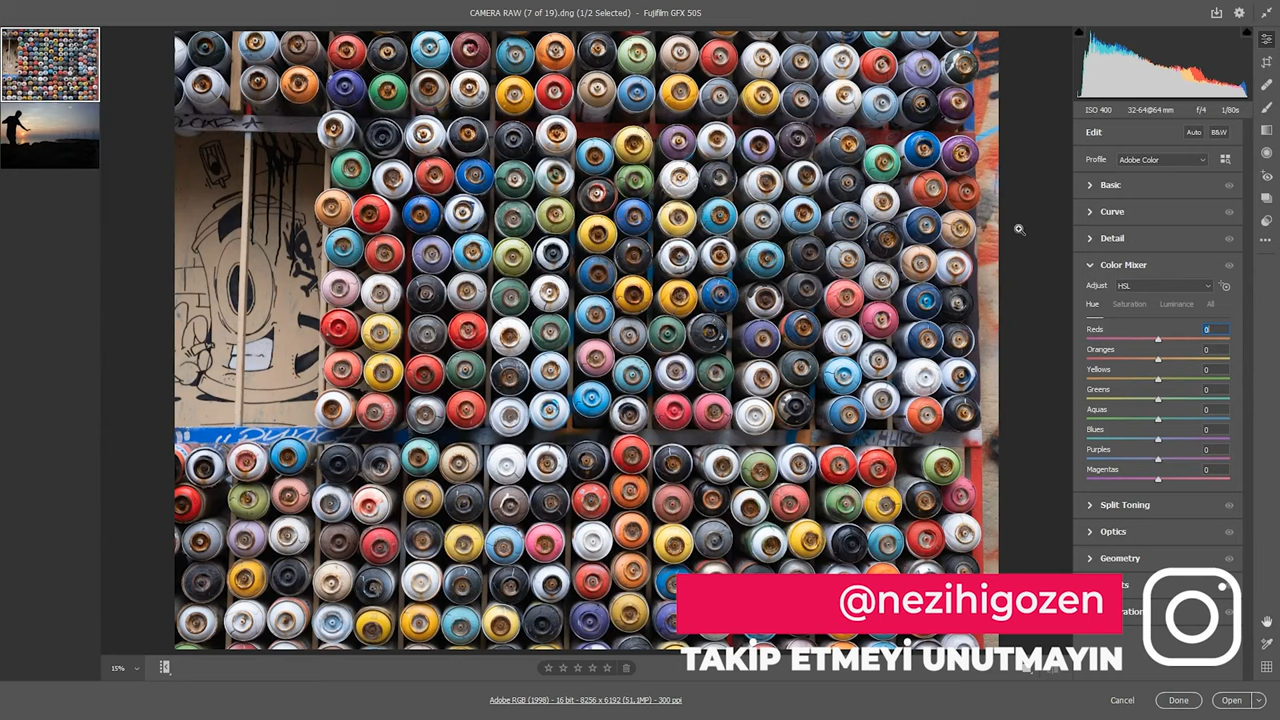 CAMERA RAW (7 of 19).dng (1/2 Selected) - Fujifilm GFX 50S
ISO 400 32-64@64 mm f/4 1/80s
Edit Auto B&W
Profile Adobe Color
Basic
Curve
Detail
Color Mixer
Adjust HSL
Hue Saturation Luminance All
Reds 0
Oranges 0
Yellows 0
Greens 0
Aquas 0
Blues 0
Purples 0
Magentas 0
Split Toning
Optics
Geometry
@nezihigozen
TAKİP ETMEYİ UNUTMAYIN
15%
Adobe RGB (1998) - 16 bit - 8256 x 6192 (51.1MP) - 300 ppi
Cancel Done Open